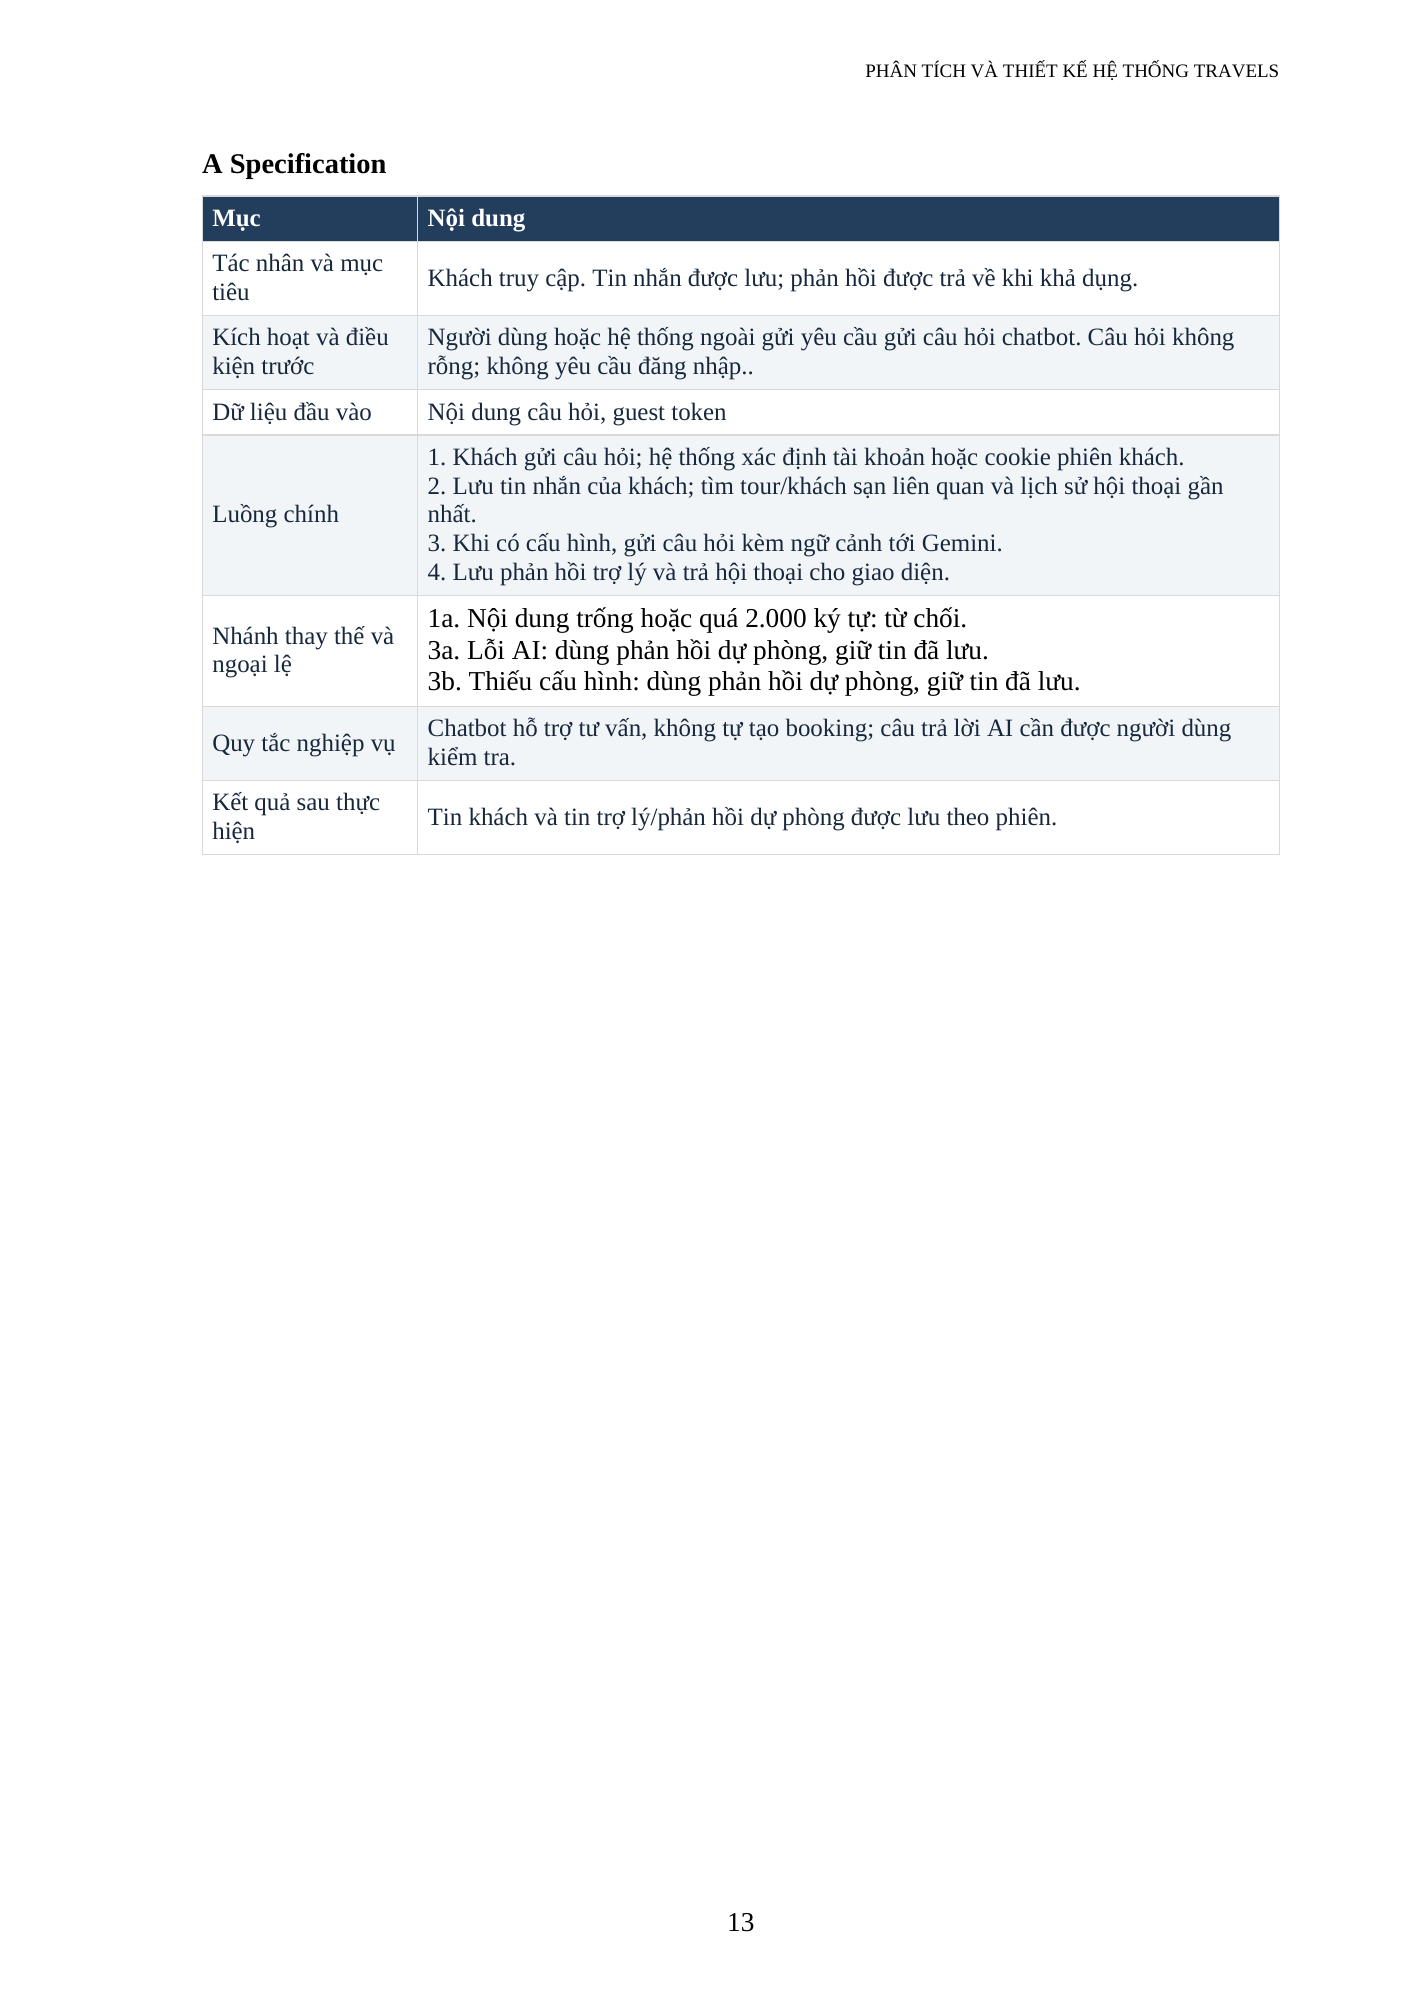 PHÂN TÍCH VÀ THIẾT KẾ HỆ THỐNG TRAVELS
A Specification
Mục
Nội dung
Tác nhân và mục
tiêu
Khách truy cập. Tin nhắn được lưu; phản hồi được trả về khi khả dụng.
Kích hoạt và điều
kiện trước
Người dùng hoặc hệ thống ngoài gửi yêu cầu gửi câu hỏi chatbot. Câu hỏi không
rỗng; không yêu cầu đăng nhập..
Dữ liệu đầu vào
Nội dung câu hỏi, guest token
Luồng chính
1. Khách gửi câu hỏi; hệ thống xác định tài khoản hoặc cookie phiên khách.
2. Lưu tin nhắn của khách; tìm tour/khách sạn liên quan và lịch sử hội thoại gần
nhất.
3. Khi có cấu hình, gửi câu hỏi kèm ngữ cảnh tới Gemini.
4. Lưu phản hồi trợ lý và trả hội thoại cho giao diện.
Nhánh thay thế và
ngoại lệ
1a. Nội dung trống hoặc quá 2.000 ký tự: từ chối.
3a. Lỗi AI: dùng phản hồi dự phòng, giữ tin đã lưu.
3b. Thiếu cấu hình: dùng phản hồi dự phòng, giữ tin đã lưu.
Quy tắc nghiệp vụ
Chatbot hỗ trợ tư vấn, không tự tạo booking; câu trả lời AI cần được người dùng
kiểm tra.
Kết quả sau thực
hiện
Tin khách và tin trợ lý/phản hồi dự phòng được lưu theo phiên.
13